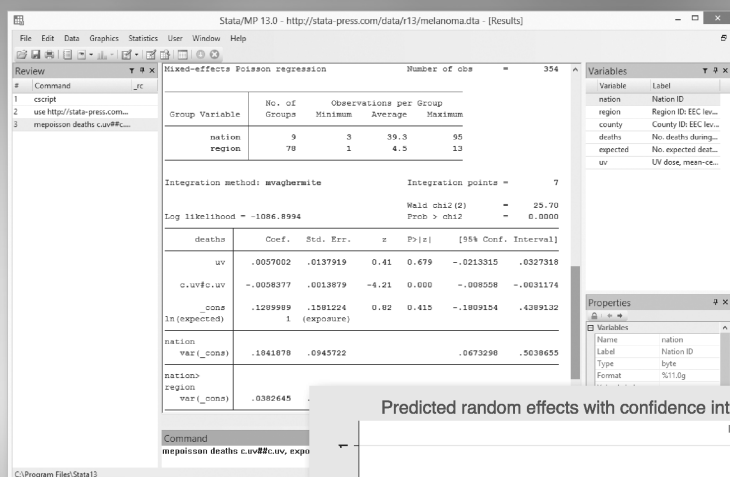 Stata/MP 13.0 - http://stata-press.com/data/r13/melanoma.dta - [Results]
File Edit Data Graphics Statistics User Window Help
Review
# Command _rc
1 cscript
2 use http://stata-press.com...
3 mepoisson deaths c.uv##c....
Mixed-effects Poisson regression Number of obs = 354
No. of Observations per Group
Group Variable Groups Minimum Average Maximum
nation 9 3 39.3 95
region 78 1 4.5 13
Integration method: mvaghermite Integration points = 7
Wald chi2(2) = 25.70
Log likelihood = -1086.8994 Prob > chi2 = 0.0000
deaths Coef. Std. Err. z P>|z| [95% Conf. Interval]
uv .0057002 .0137919 0.41 0.679 -.0213315 .0327318
c.uv#c.uv -.0058377 .0013879 -4.21 0.000 -.008558 -.0031174
_cons .1289989 .1581224 0.82 0.415 -.1809154 .4389132
ln(expected) 1 (exposure)
nation
var(_cons) .1841878 .0945722 .0673298 .5038655
nation>
region
var(_cons) .0382645
Command
mepoisson deaths c.uv##c.uv, expo
C:\Program Files\Stata13
Variables
Variable Label
nation Nation ID
region Region ID: EEC lev...
county County ID: EEC lev...
deaths No. deaths during...
expected No. expected deat...
uv UV dose, mean-ce...
Properties
Variables
Name nation
Label Nation ID
Type byte
Format %11.0g
Predicted random effects with confidence int
1